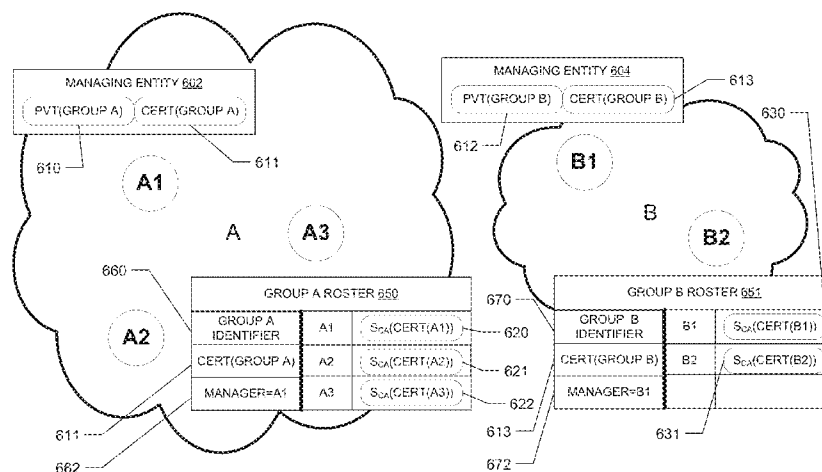 MANAGING ENTITY 602
PVT(GROUP A) CERT(GROUP A)
610
611
A1
A
A3
A2
660
GROUP A ROSTER 650
GROUP A IDENTIFIER A1 SCA(CERT(A1))
620
CERT(GROUP A) A2 SCA(CERT(A2))
621
MANAGER=A1 A3 SCA(CERT(A3))
622
611
662
MANAGING ENTITY 604
PVT(GROUP B) CERT(GROUP B)
613
612
630
B1
B
B2
670
GROUP B ROSTER 651
GROUP B IDENTIFIER B1 SCA(CERT(B1))
CERT(GROUP B) B2 SCA(CERT(B2))
MANAGER=B1
613
631
672